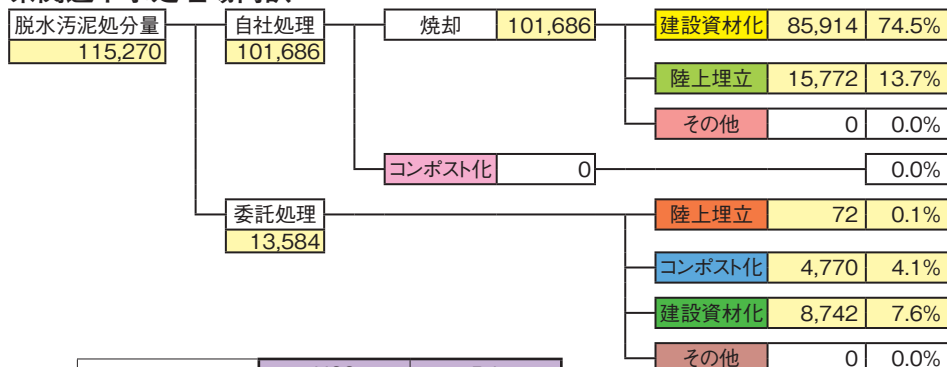 脱水汚泥処分量 自社処理 焼却 101,686 建設資材化 85,914 74.5%
115,270 101,686
陸上埋立 15,772 13.7%
その他 0 0.0%
コンポスト化 0 0.0%
委託処理 陸上埋立 72 0.1%
13,584
コンポスト化 4,770 4.1%
建設資材化 8,742 7.6%
その他 0 0.0%